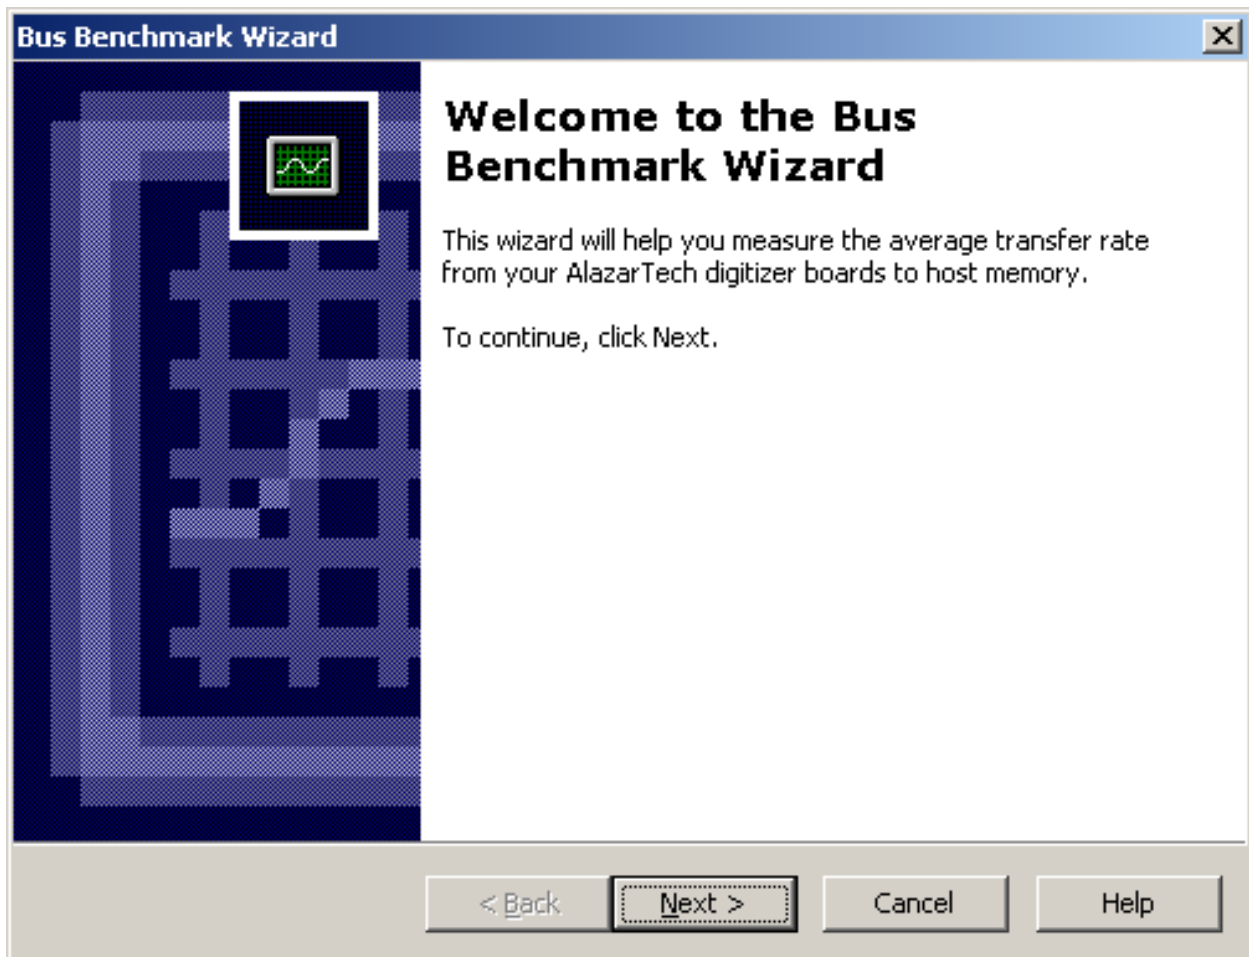 Bus Benchmark Wizard
Welcome to the Bus
Benchmark Wizard
This wizard will help you measure the average transfer rate
from your AlazarTech digitizer boards to host memory.
To continue, click Next.
< Back
Next >
Cancel
Help